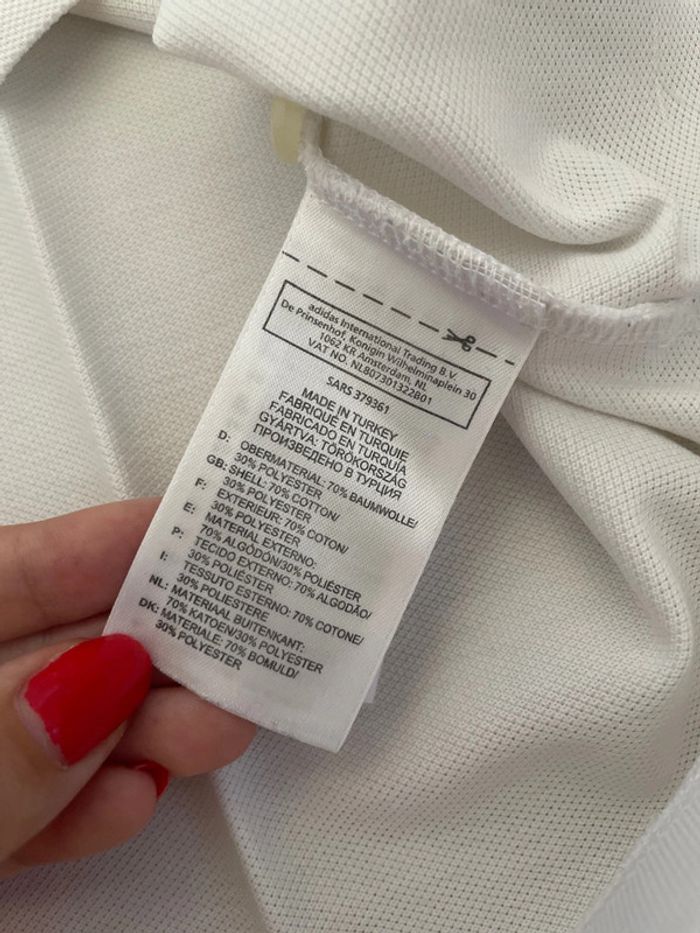 adidas International Trading B.V.
De Prinsenhof, Konigin Wilhelminaplein 30
1062 KR Amsterdam, NL
VAT NO. NL807301322B01
SARS 379361
MADE IN TURKEY
FABRIQUÉ EN TURQUIE
FABRICADO EN TURQUÍA
GYÁRTVA: TÖRÖKORSZÁG
ПРОИЗВЕДЕНО В ТУРЦИЯ
D: OBERMATERIAL: 70% BAUMWOLLE/
30% POLYESTER
GB: SHELL: 70% COTTON/
30% POLYESTER
F: EXTERIEUR: 70% COTON/
30% POLYESTER
E: MATERIAL EXTERNO:
70% ALGODÓN/30% POLIÉSTER
P: TECIDO EXTERNO: 70% ALGODÃO/
30% POLIÉSTER
I: TESSUTO ESTERNO: 70% COTONE/
30% POLIESTERE
NL: MATERIAAL BUITENKANT:
70% KATOEN/30% POLYESTER
DK: MATERIALE: 70% BOMULD/
30% POLYESTER